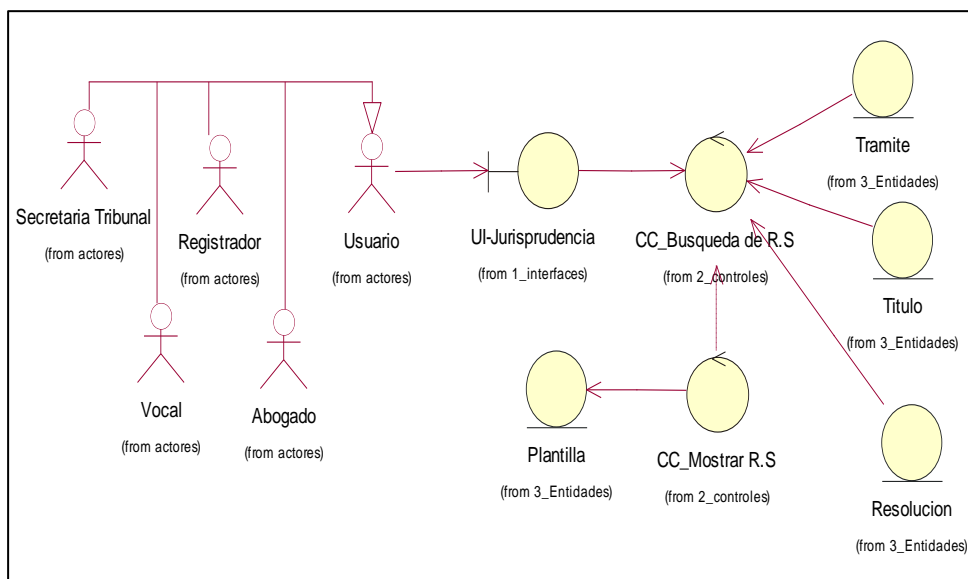 Tramite
(from 3_Entidades)
Secretaria Tribunal
(from actores)
Registrador
(from actores)
Usuario
(from actores)
UI-Jurisprudencia
(from 1_interfaces)
CC_Busqueda de R.S
(from 2_controles)
Titulo
(from 3_Entidades)
Vocal
(from actores)
Abogado
(from actores)
Plantilla
(from 3_Entidades)
CC_Mostrar R.S
(from 2_controles)
Resolucion
(from 3_Entidades)